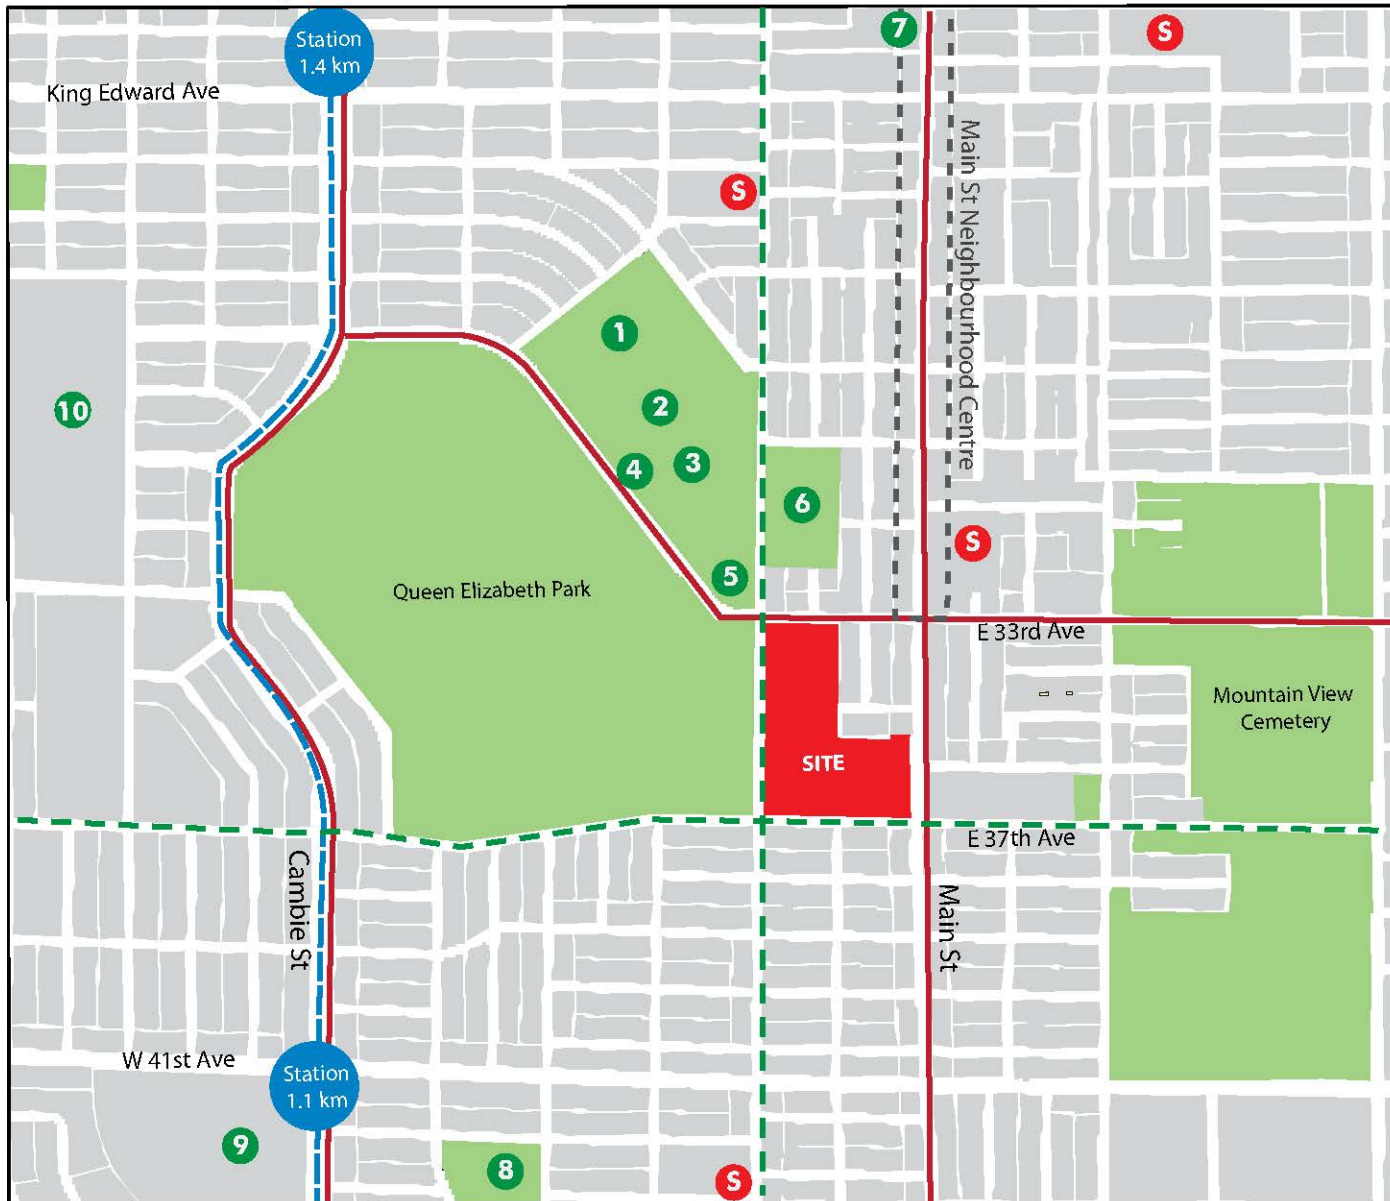 7
S
Station
1.4 km
King Edward Ave
Main St Neighbourhood Centre
S
1
2
10
3
4
6
S
5
Queen Elizabeth Park
E 33rd Ave
Mountain View
Cemetery
SITE
E 37th Ave
Cambie St
Main St
W 41st Ave
Station
1.1 km
9
8
S